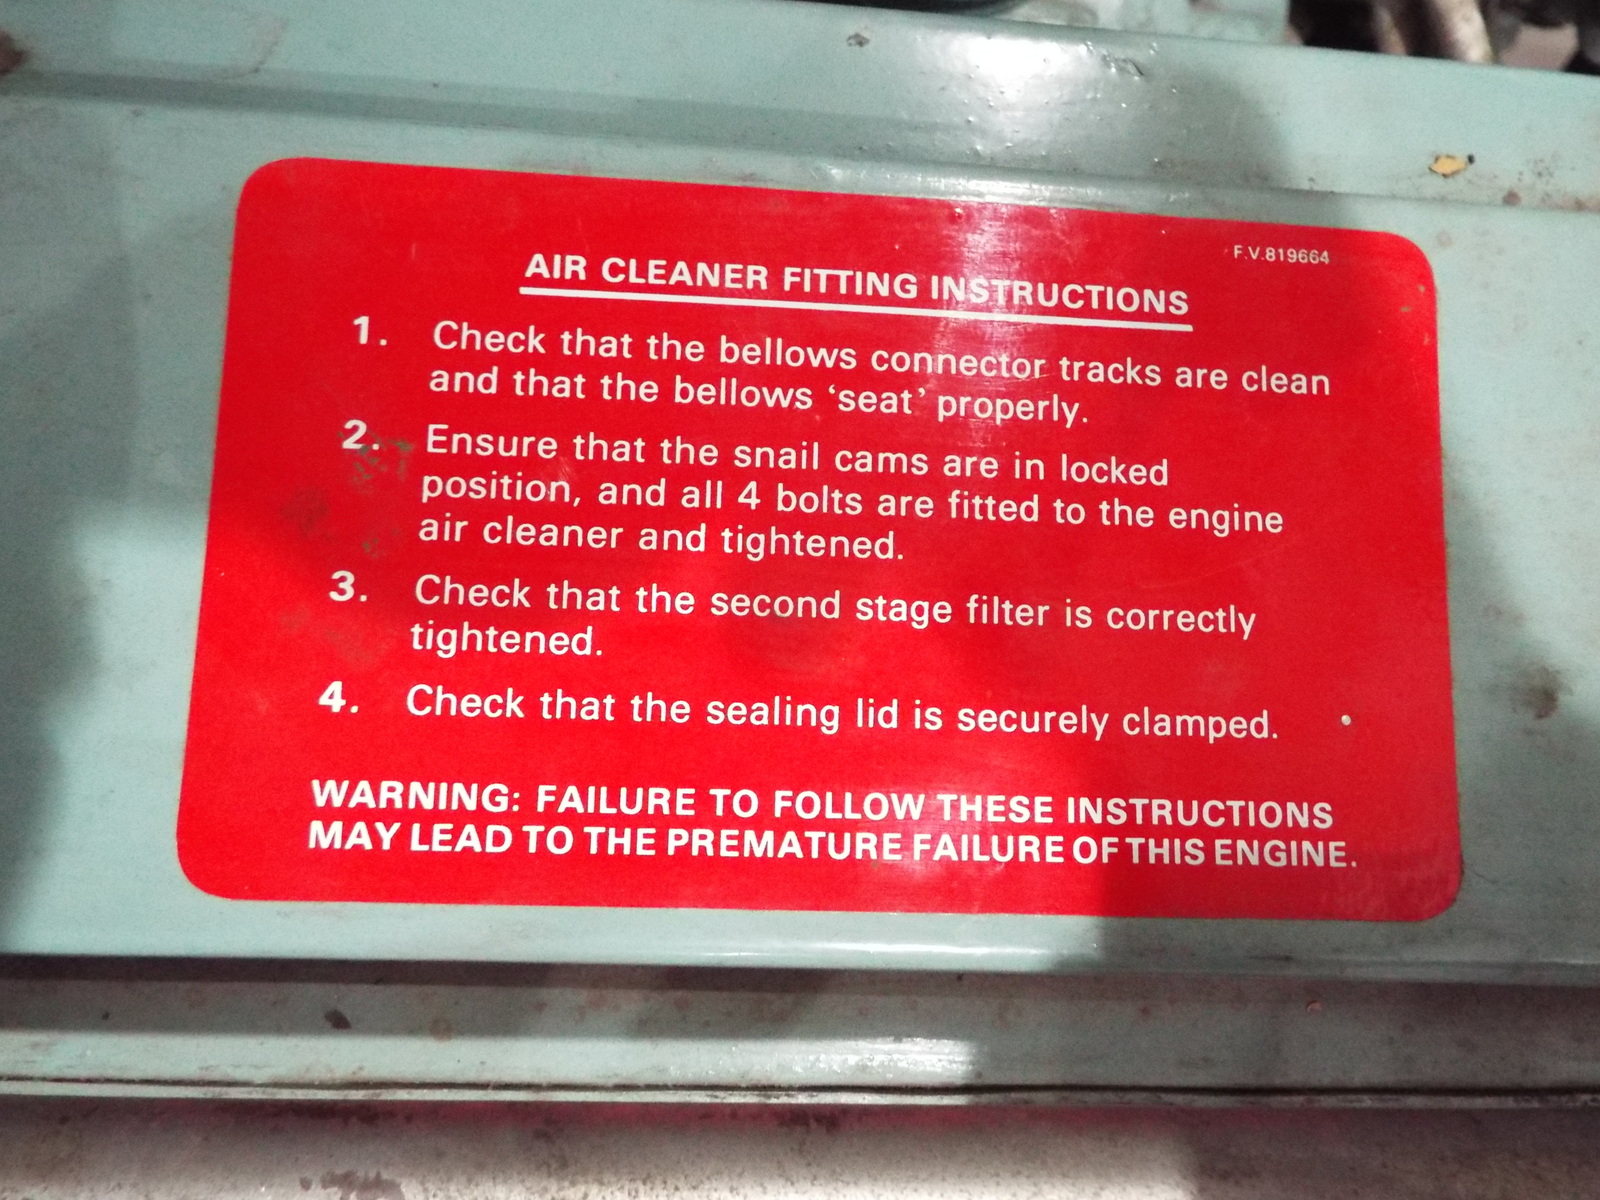 F.V.819664
AIR CLEANER FITTING INSTRUCTIONS
1. Check that the bellows connector tracks are clean
and that the bellows ‘seat’ properly.
2. Ensure that the snail cams are in locked
position, and all 4 bolts are fitted to the engine
air cleaner and tightened.
3. Check that the second stage filter is correctly
tightened.
4. Check that the sealing lid is securely clamped.
WARNING: FAILURE TO FOLLOW THESE INSTRUCTIONS
MAY LEAD TO THE PREMATURE FAILURE OF THIS ENGINE.